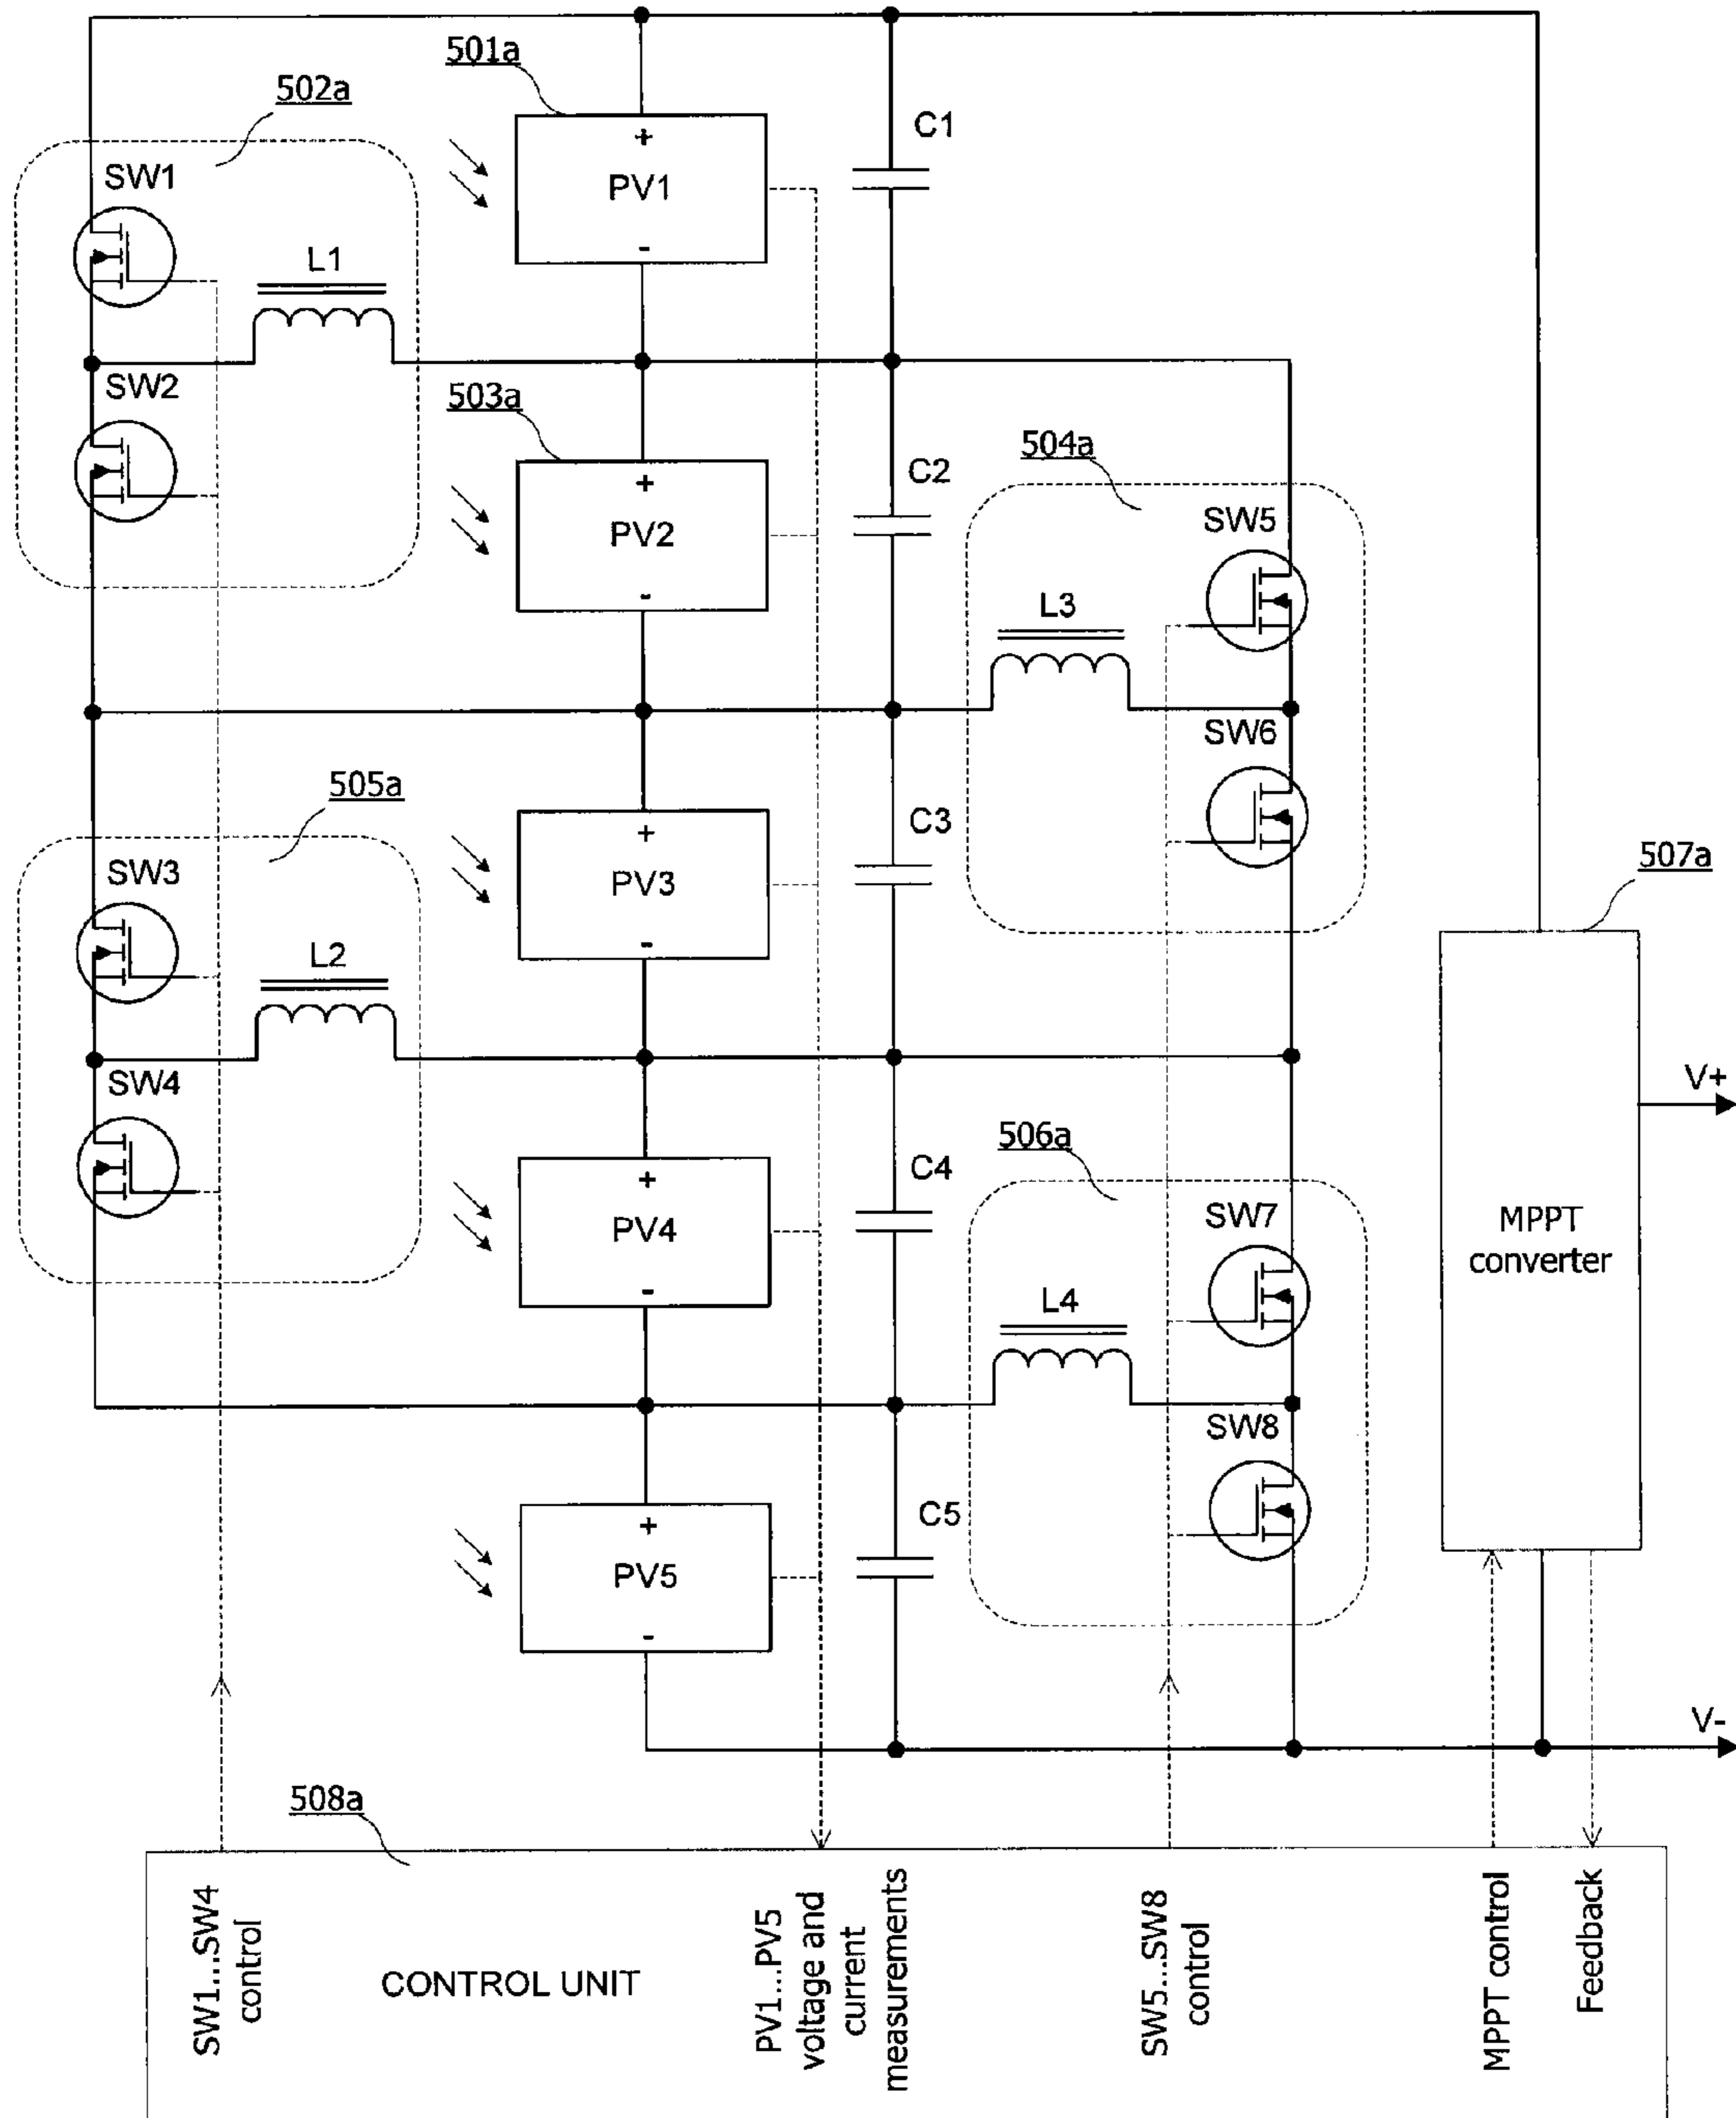 501a
502a
SW1
+
PV1
-
C1
L1
SW2
503a
+
PV2
-
C2
504a
SW5
L3
SW6
505a
SW3
+
PV3
-
C3
507a
L2
SW4
+
PV4
-
C4
506a
SW7
MPPT
converter
V+
L4
SW8
+
PV5
-
C5
V-
508a
CONTROL UNIT
SW1...SW4
control
PV1...PV5
voltage and
current
measurements
SW5...SW8
control
MPPT control
Feedback